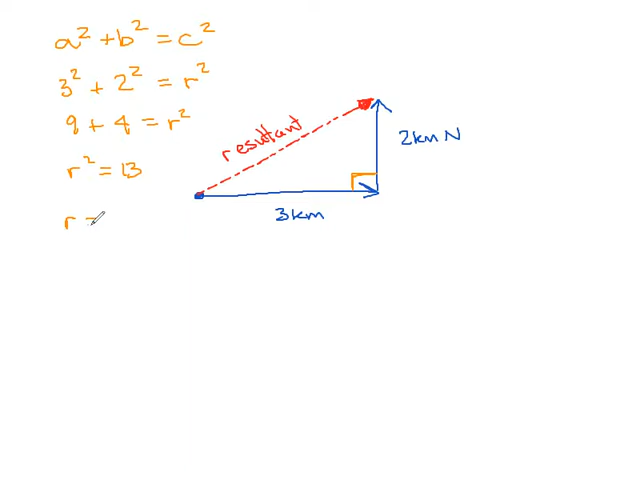 a² + b² = c²
3² + 2² = r²
9 + 4 = r²
r² = 13
r =
resultant
2km N
3km